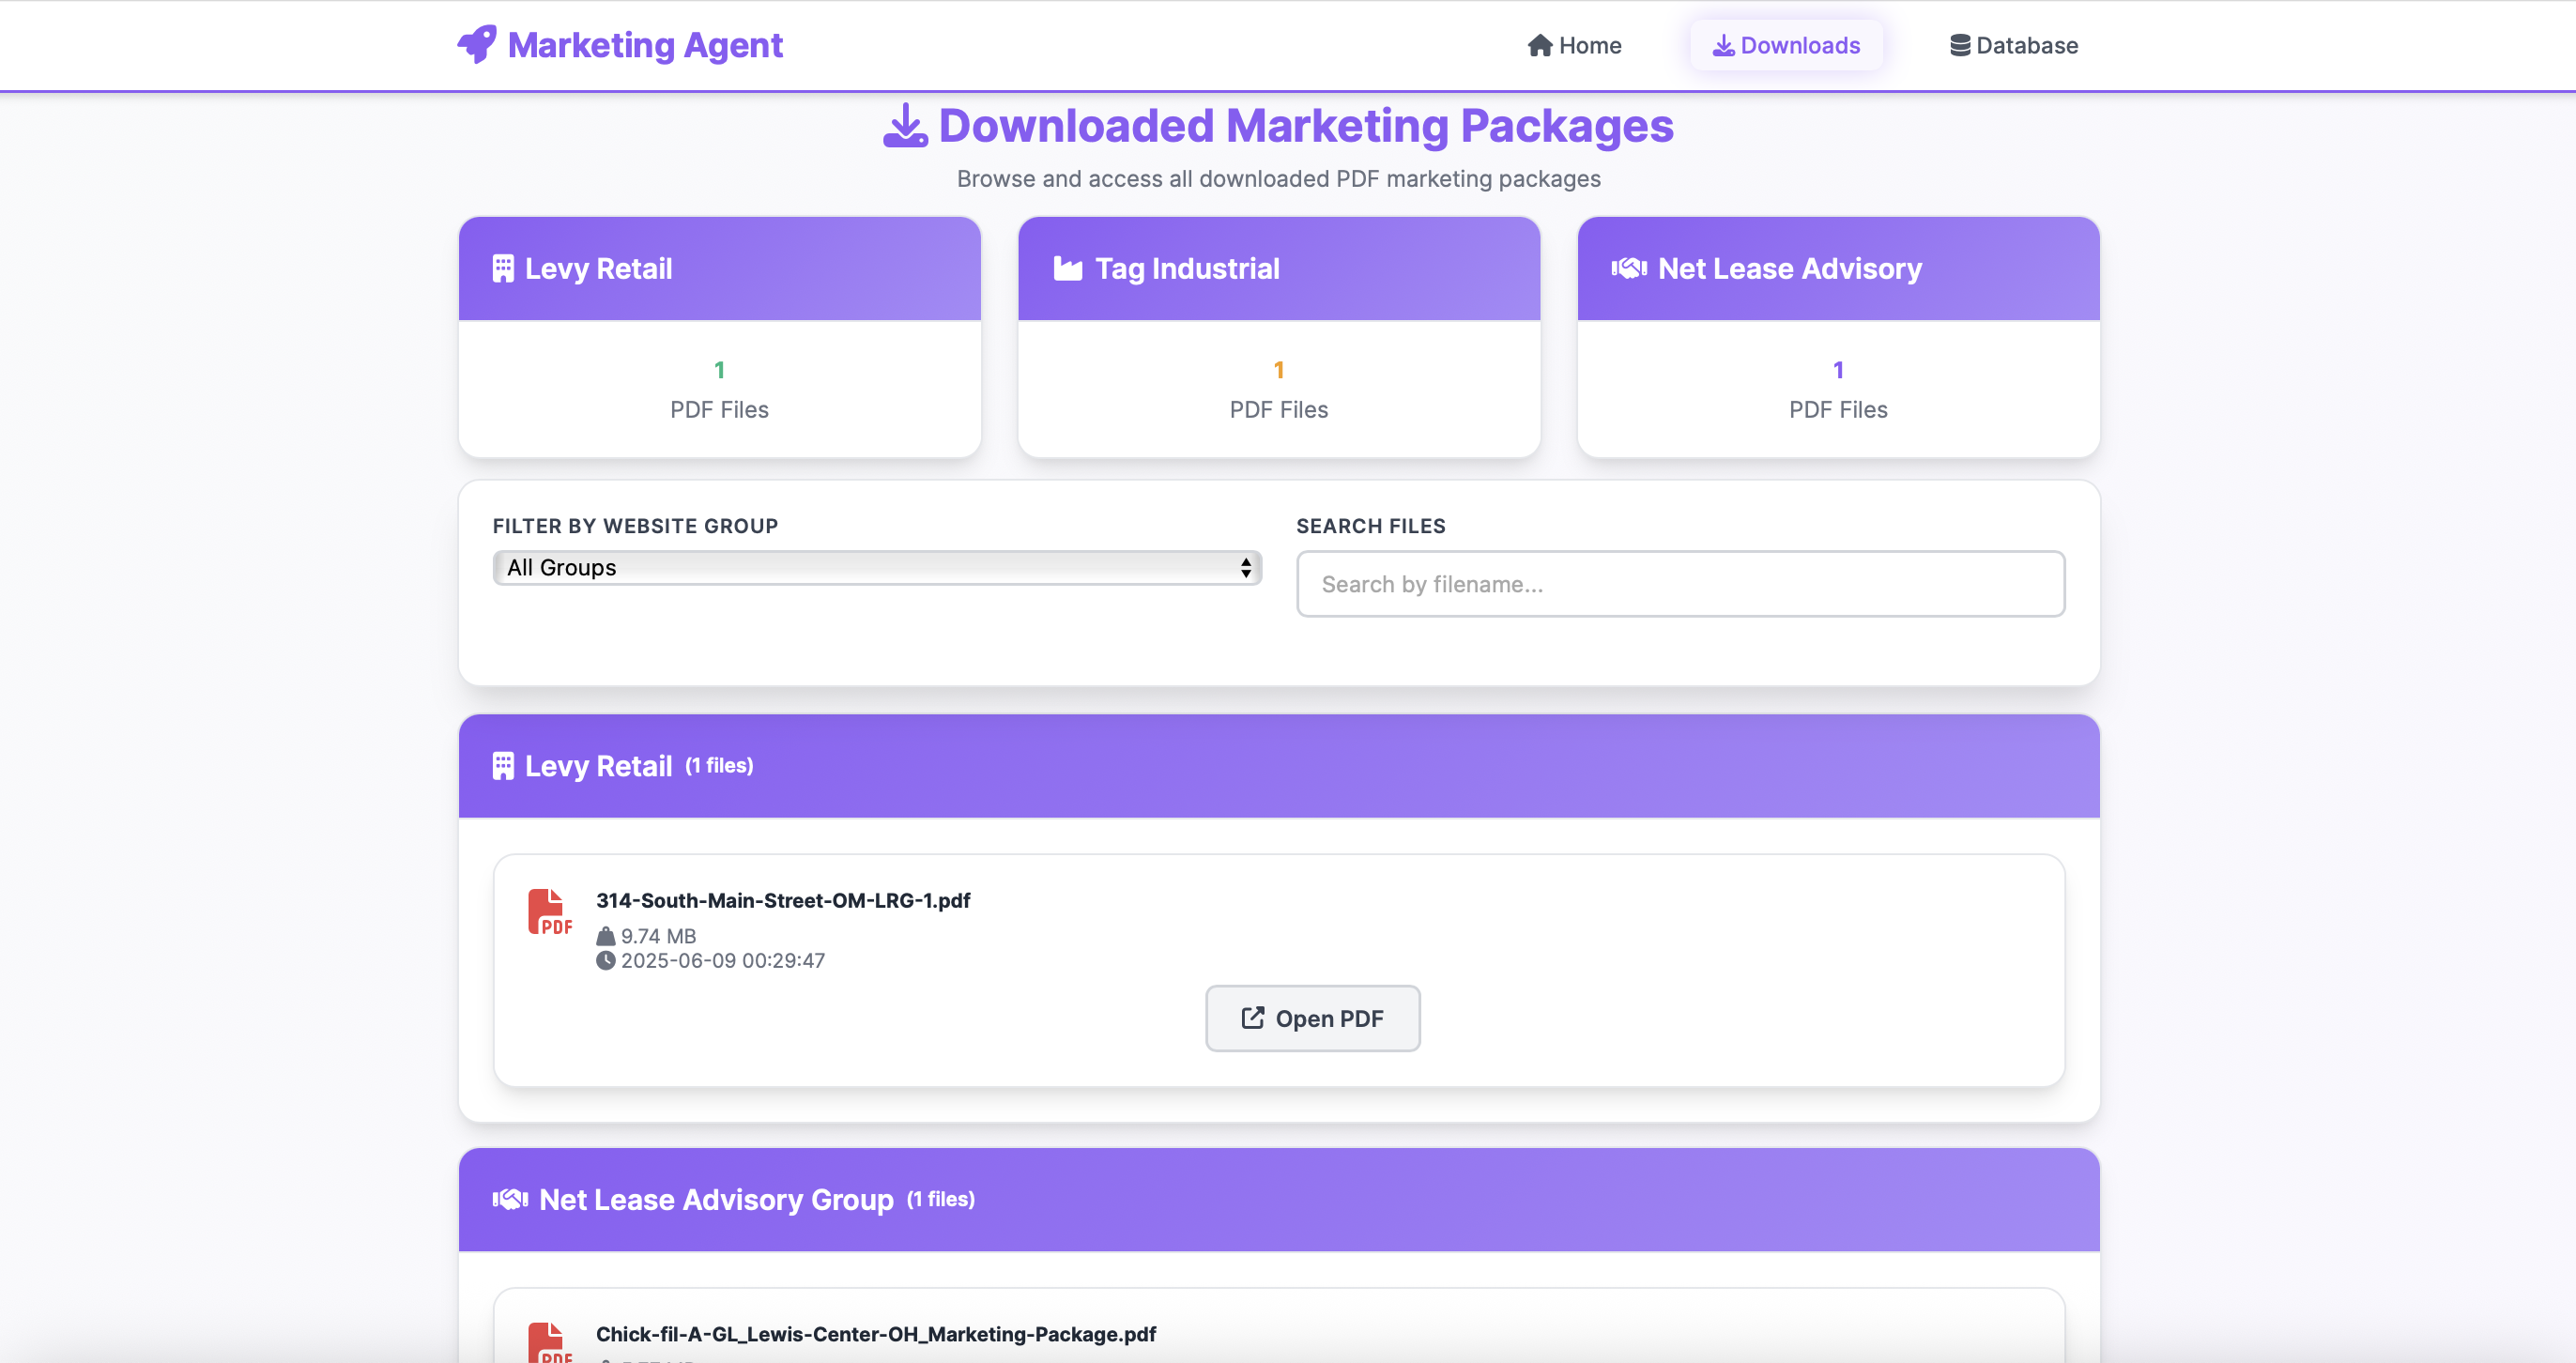 Marketing Agent
Home
Downloads
Database
Downloaded Marketing Packages
Browse and access all downloaded PDF marketing packages
Levy Retail
1
PDF Files
Tag Industrial
1
PDF Files
Net Lease Advisory
1
PDF Files
FILTER BY WEBSITE GROUP
All Groups
SEARCH FILES
Search by filename...
Levy Retail (1 files)
PDF
314-South-Main-Street-OM-LRG-1.pdf
9.74 MB
2025-06-09 00:29:47
Open PDF
Net Lease Advisory Group (1 files)
PDF
Chick-fil-A-GL_Lewis-Center-OH_Marketing-Package.pdf